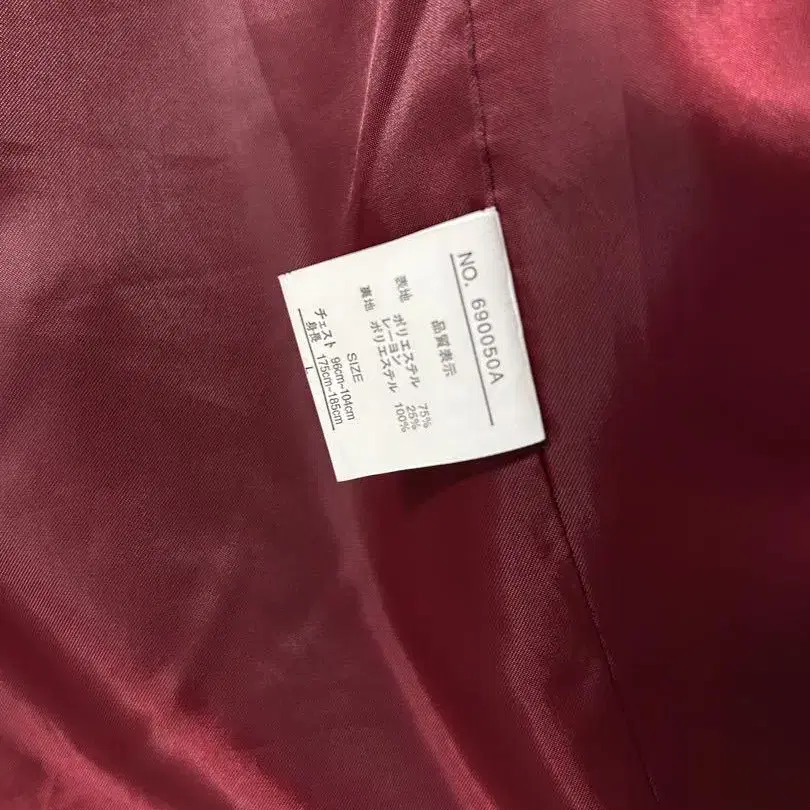 NO. 690050A
品質表示
表地 ポリエステル 75%
レーヨン 25%
裏地 ポリエステル 100%
SIZE
チェスト 96cm~104cm
身長 175cm~185cm
L